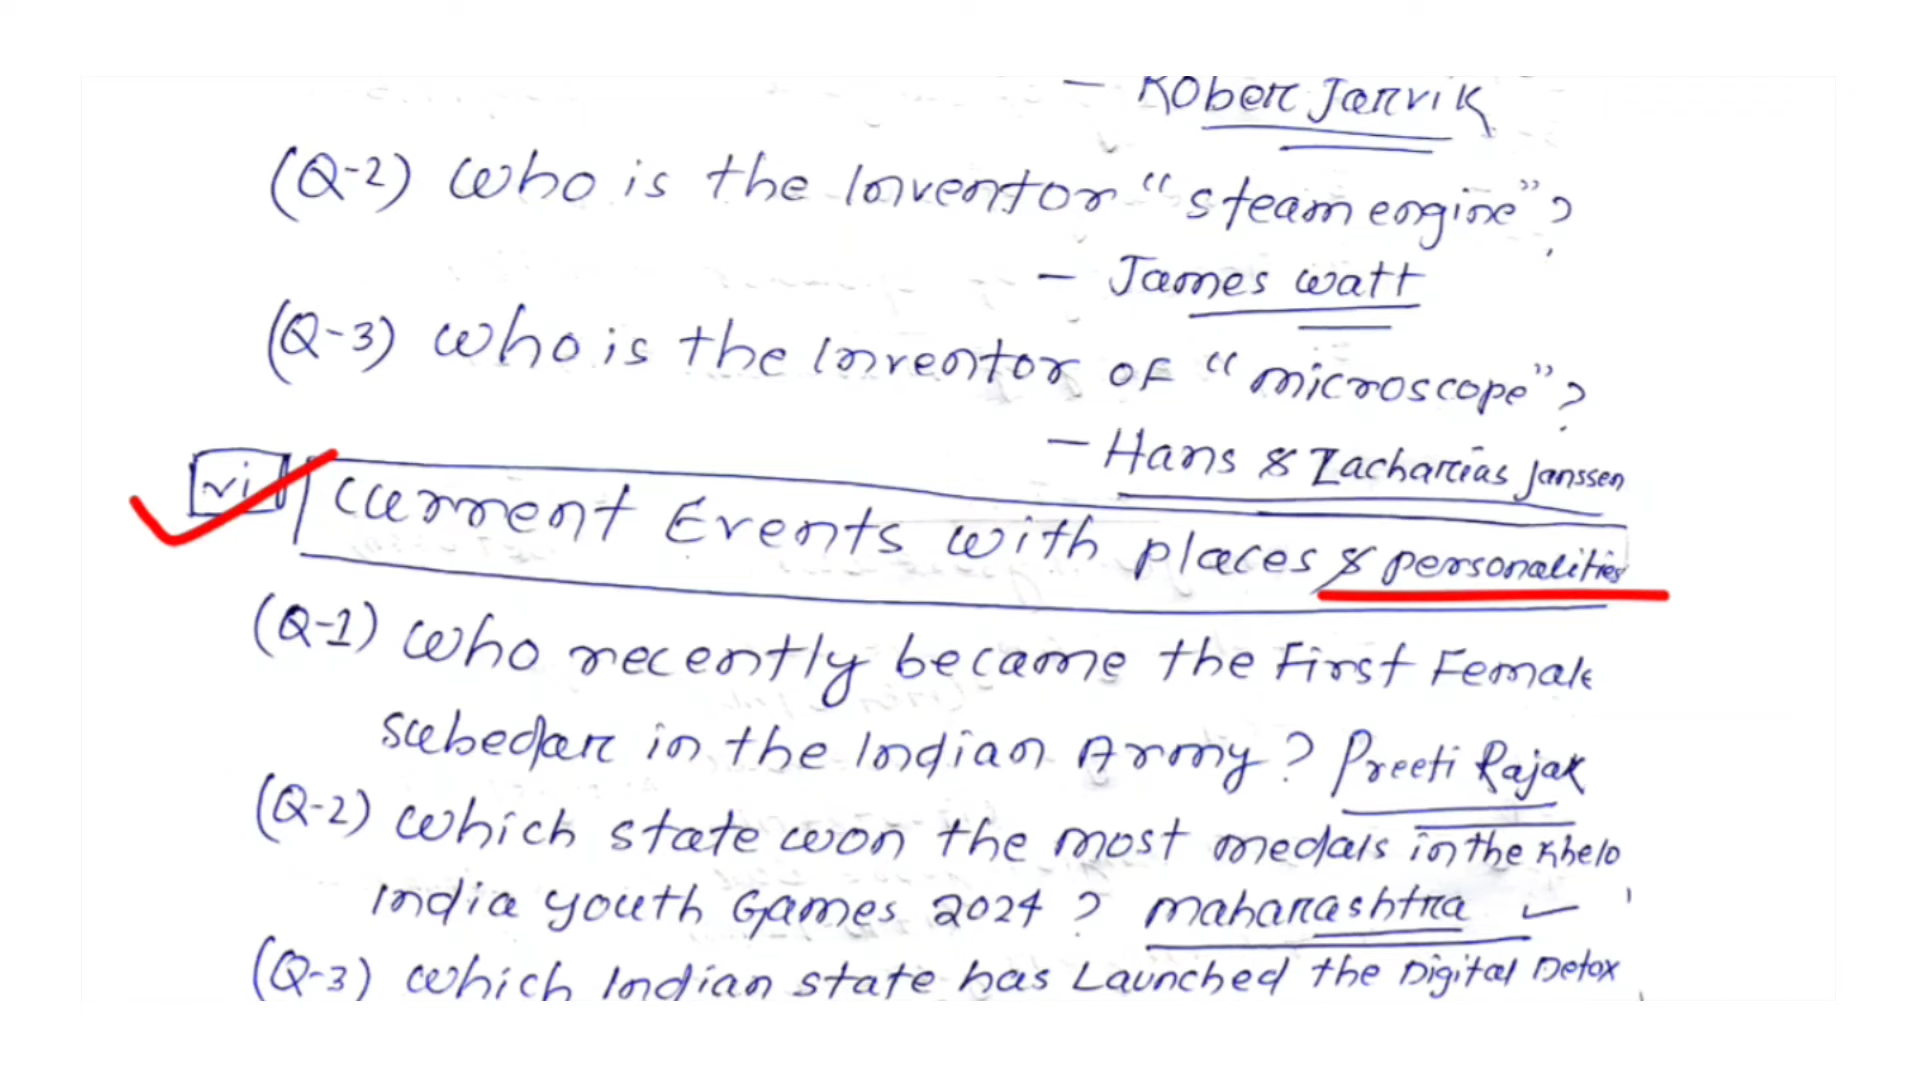 - Robert Jarvik
(Q-2) Who is the Inventor "steam engine"?
- James Watt
(Q-3) Who is the Inventor of "microscope"?
- Hans & Zacharias Janssen
vi Current Events with places & personalities
(Q-1) Who recently became the First Female
Subedar in the Indian Army? Preeti Rajak
(Q-2) Which state won the most medals in the Khelo
India youth Games 2024? Maharashtra
(Q-3) Which Indian state has Launched the Digital Detox